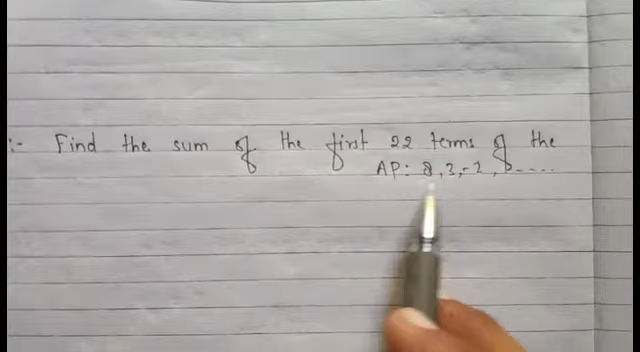 :- Find the sum of the first 22 terms of the
AP: 8, 3, -2, ....